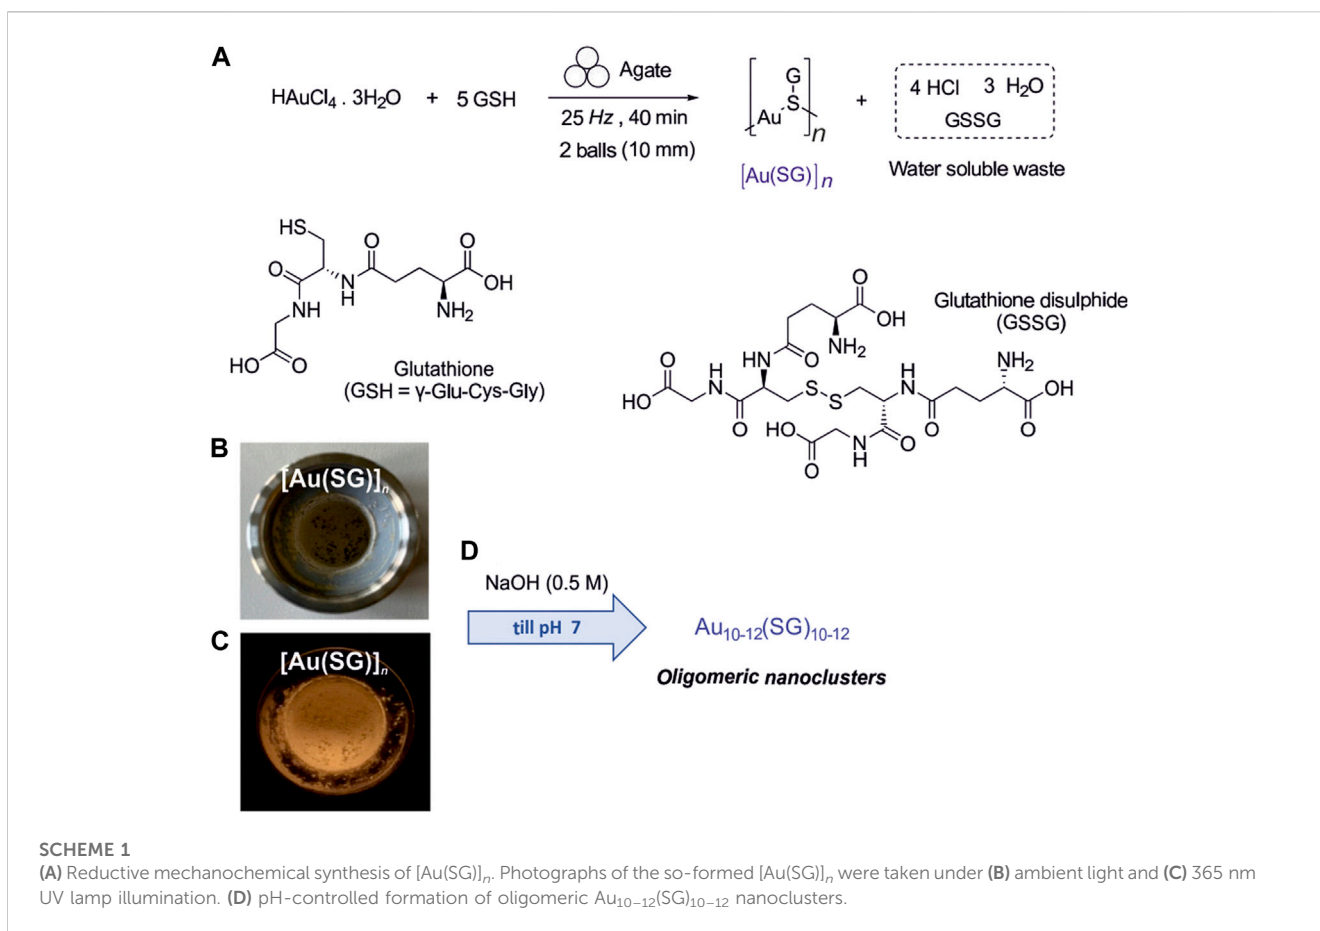 A
HAuCl₄ . 3H₂O + 5 GSH
Agate
25 Hz , 40 min
2 balls (10 mm)
G
S
Au
n
[Au(SG)]n
+
4 HCl 3 H₂O
GSSG
Water soluble waste
HS
O
O
O
OH
N
H
NH
NH₂
HO
O
Glutathione
(GSH = γ-Glu-Cys-Gly)
O
OH
NH₂
O
HN
Glutathione disulphide
(GSSG)
O
H
N
HO
O
S
S
H
N
O
NH₂
OH
O
HO
O
N
H
O
B
[Au(SG)]n
C
[Au(SG)]n
D
NaOH (0.5 M)
till pH 7
Au₁₀₋₁₂(SG)₁₀₋₁₂
Oligomeric nanoclusters
SCHEME 1
(A) Reductive mechanochemical synthesis of [Au(SG)]n. Photographs of the so-formed [Au(SG)]n were taken under (B) ambient light and (C) 365 nm
UV lamp illumination. (D) pH-controlled formation of oligomeric Au₁₀₋₁₂(SG)₁₀₋₁₂ nanoclusters.